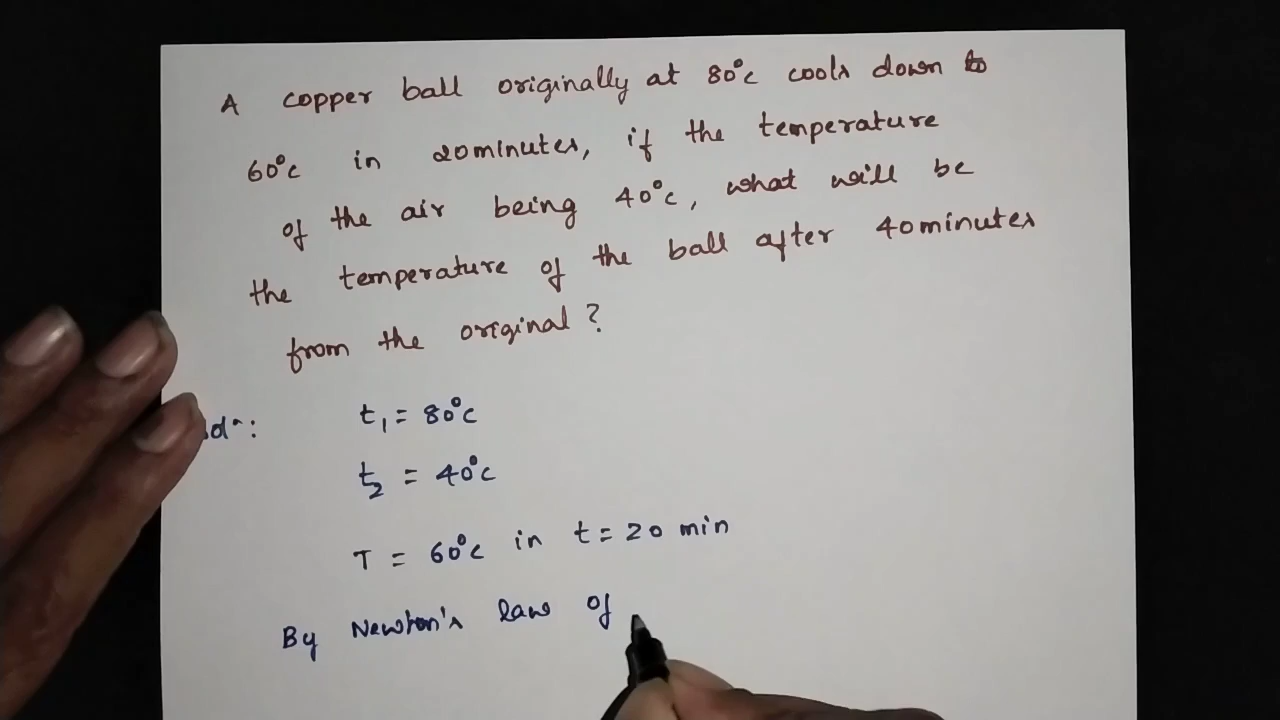 A copper ball originally at 80°c cools down to
60°c in 20minutes, if the temperature
of the air being 40°c, what will be
the temperature of the ball after 40minutes
from the original?
t₁ = 80°c
t₂ = 40°c
T = 60°c in t = 20 min
By Newton's law of